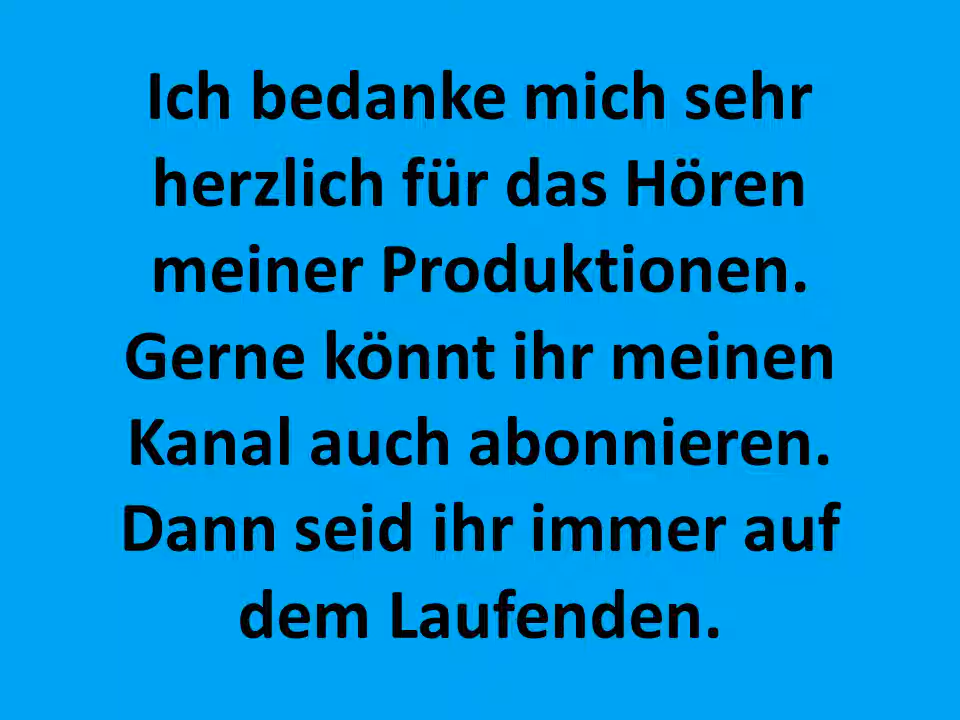 Ich bedanke mich sehr
herzlich für das Hören
meiner Produktionen.
Gerne könnt ihr meinen
Kanal auch abonnieren.
Dann seid ihr immer auf
dem Laufenden.